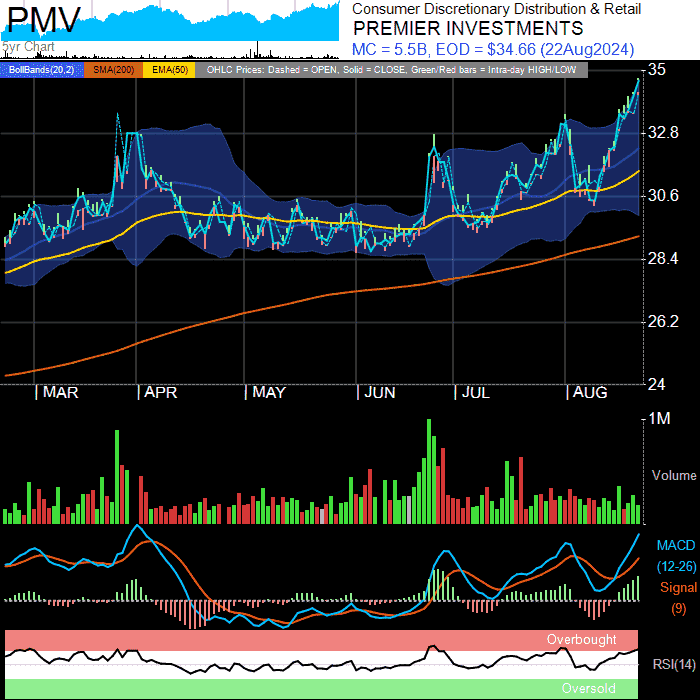 PMV
5yr Chart
Consumer Discretionary Distribution & Retail
PREMIER INVESTMENTS
MC = 5.5B, EOD = $34.66 (22Aug2024)
BollBands(20,2) SMA(200) EMA(50) OHLC Prices: Dashed = OPEN, Solid = CLOSE, Green/Red bars = Intra-day HIGH/LOW
35
32.8
30.6
28.4
26.2
24
MAR APR MAY JUN JUL AUG
1M
Volume
MACD
(12-26)
Signal
(9)
Overbought
RSI(14)
Oversold